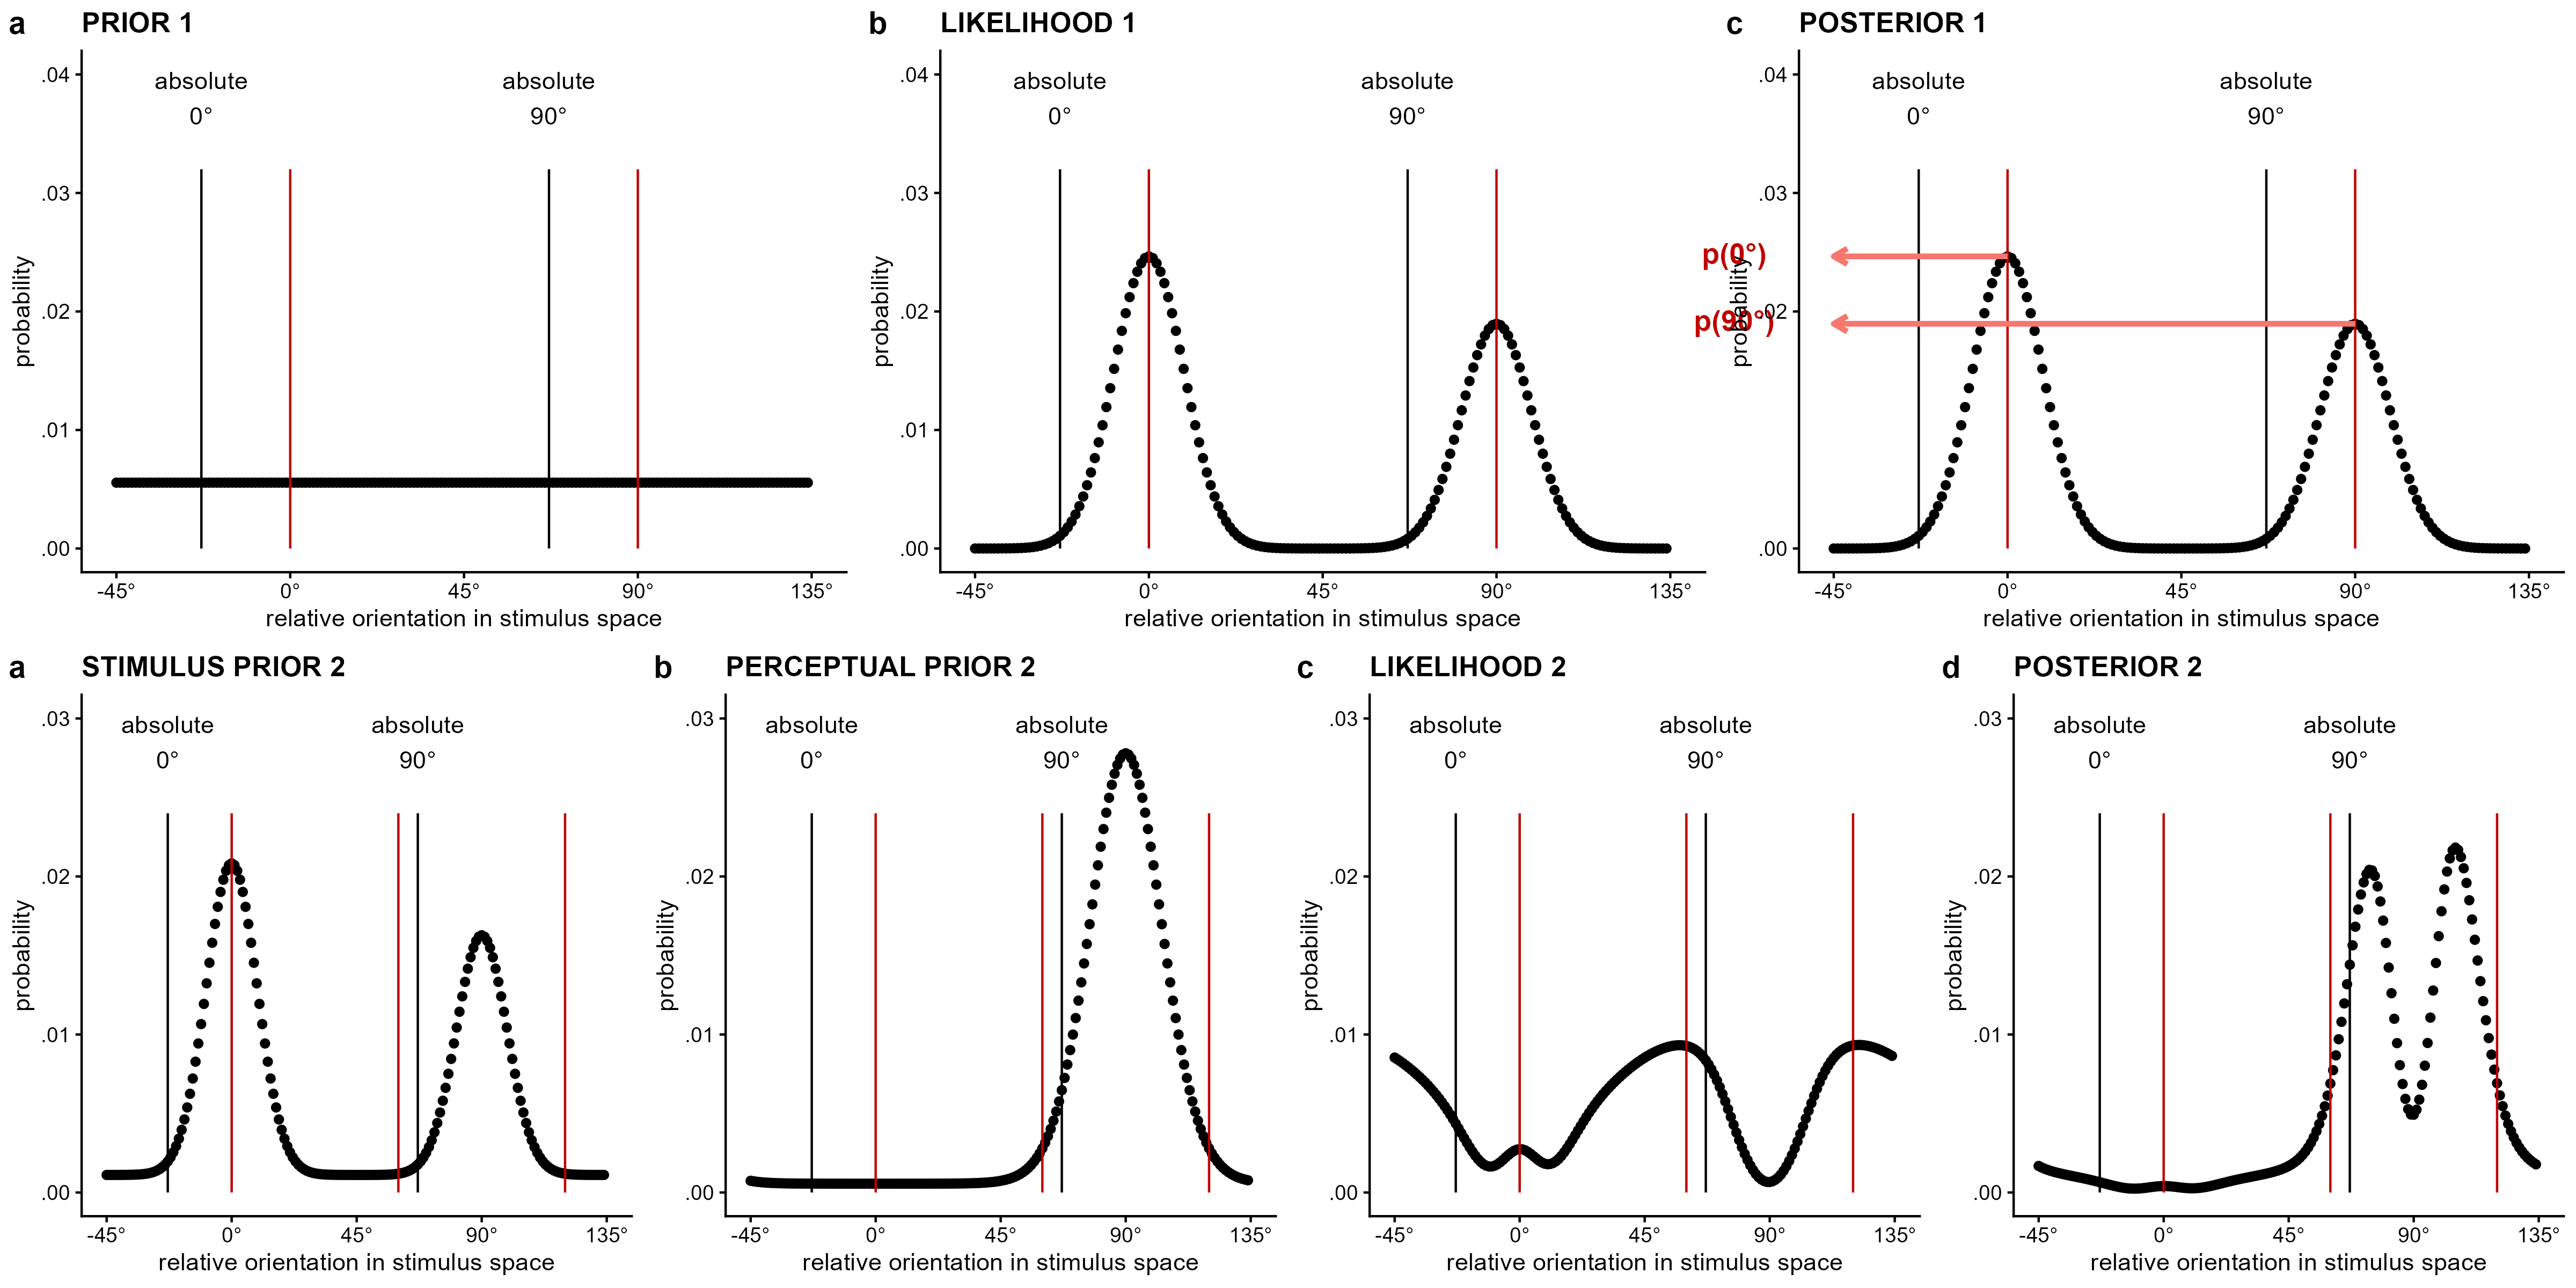 a PRIOR 1
absolute absolute
0° 90°
.04
.03
.02
.01
.00
probability
-45° 0° 45° 90° 135°
relative orientation in stimulus space
b LIKELIHOOD 1
absolute absolute
0° 90°
.04
.03
.02
.01
.00
probability
-45° 0° 45° 90° 135°
relative orientation in stimulus space
c POSTERIOR 1
absolute absolute
0° 90°
.04
.03
p(0°)
.02
p(90°)
.01
.00
probability
-45° 0° 45° 90° 135°
relative orientation in stimulus space
a STIMULUS PRIOR 2
absolute absolute
0° 90°
.03
.02
.01
.00
probability
-45° 0° 45° 90° 135°
relative orientation in stimulus space
b PERCEPTUAL PRIOR 2
absolute absolute
0° 90°
.03
.02
.01
.00
probability
-45° 0° 45° 90° 135°
relative orientation in stimulus space
c LIKELIHOOD 2
absolute absolute
0° 90°
.03
.02
.01
.00
probability
-45° 0° 45° 90° 135°
relative orientation in stimulus space
d POSTERIOR 2
absolute absolute
0° 90°
.03
.02
.01
.00
probability
-45° 0° 45° 90° 135°
relative orientation in stimulus space